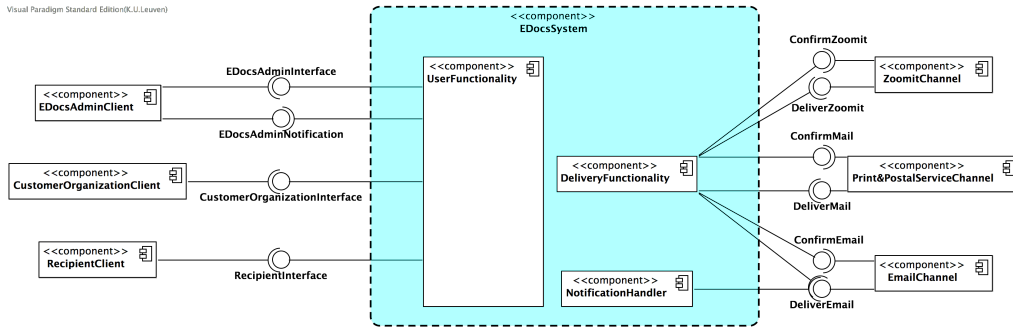 Visual Paradigm Standard Edition(K.U.Leuven)
<<component>>
EDocsSystem
<<component>>
EDocsAdminClient
EDocsAdminInterface
EDocsAdminNotification
<<component>>
UserFunctionality
<<component>>
CustomerOrganizationClient
CustomerOrganizationInterface
<<component>>
RecipientClient
RecipientInterface
<<component>>
DeliveryFunctionality
<<component>>
NotificationHandler
ConfirmZoomit
DeliverZoomit
<<component>>
ZoomitChannel
ConfirmMail
DeliverMail
<<component>>
Print&PostalServiceChannel
ConfirmEmail
DeliverEmail
<<component>>
EmailChannel